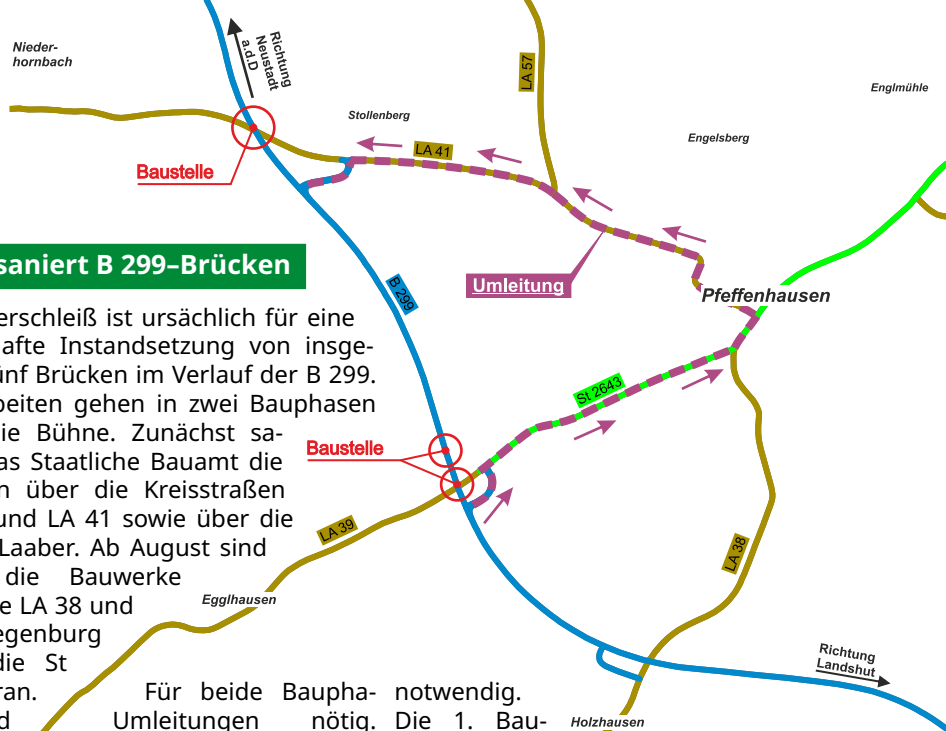 Nieder-
hornbach
Richtung
Neustadt
a.d.D
LA 57
Englmühle
Stollenberg
Engelsberg
LA 41
Baustelle
saniert B 299–Brücken
B 299
Umleitung
Pfeffenhausen
erschleiß ist ursächlich für eine
afte Instandsetzung von insge-
ünf Brücken im Verlauf der B 299.
beiten gehen in zwei Bauphasen
ie Bühne. Zunächst sa-
as Staatliche Bauamt die
n über die Kreisstraßen
und LA 41 sowie über die
Laaber. Ab August sind
die Bauwerke
e LA 38 und
egenburg
die St
ran.
Für beide Baupha-
d Umleitungen nötig.
notwendig.
Die 1. Bau-
St 2643
Baustelle
LA 39
LA 38
Egglhausen
Richtung
Landshut
Holzhausen